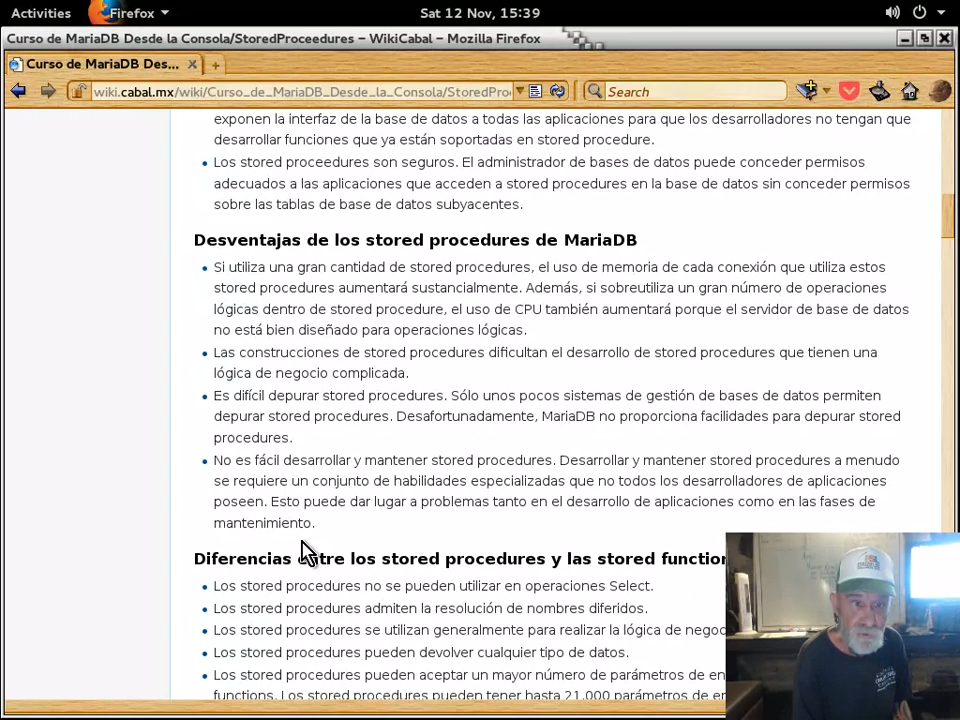 Activities Firefox Sat 12 Nov, 15:39
Curso de MariaDB Desde la Consola/StoredProceedures – WikiCabal – Mozilla Firefox
Curso de MariaDB Des...
wiki.cabal.mx/wiki/Curso_de_MariaDB_Desde_la_Consola/StoredPro Search
exponen la interfaz de la base de datos a todas las aplicaciones para que los desarrolladores no tengan que
desarrollar funciones que ya están soportadas en stored procedure.
Los stored proceedures son seguros. El administrador de bases de datos puede conceder permisos
adecuados a las aplicaciones que acceden a stored procedures en la base de datos sin conceder permisos
sobre las tablas de base de datos subyacentes.
Desventajas de los stored procedures de MariaDB
Si utiliza una gran cantidad de stored procedures, el uso de memoria de cada conexión que utiliza estos
stored procedures aumentará sustancialmente. Además, si sobreutiliza un gran número de operaciones
lógicas dentro de stored procedure, el uso de CPU también aumentará porque el servidor de base de datos
no está bien diseñado para operaciones lógicas.
Las construcciones de stored procedures dificultan el desarrollo de stored procedures que tienen una
lógica de negocio complicada.
Es difícil depurar stored procedures. Sólo unos pocos sistemas de gestión de bases de datos permiten
depurar stored procedures. Desafortunadamente, MariaDB no proporciona facilidades para depurar stored
procedures.
No es fácil desarrollar y mantener stored procedures. Desarrollar y mantener stored procedures a menudo
se requiere un conjunto de habilidades especializadas que no todos los desarrolladores de aplicaciones
poseen. Esto puede dar lugar a problemas tanto en el desarrollo de aplicaciones como en las fases de
mantenimiento.
Diferencias entre los stored procedures y las stored function
Los stored procedures no se pueden utilizar en operaciones Select.
Los stored procedures admiten la resolución de nombres diferidos.
Los stored procedures se utilizan generalmente para realizar la lógica de negoc
Los stored procedures pueden devolver cualquier tipo de datos.
Los stored procedures pueden aceptar un mayor número de parámetros de en
functions. Los stored procedures pueden tener hasta 21,000 parámetros de en